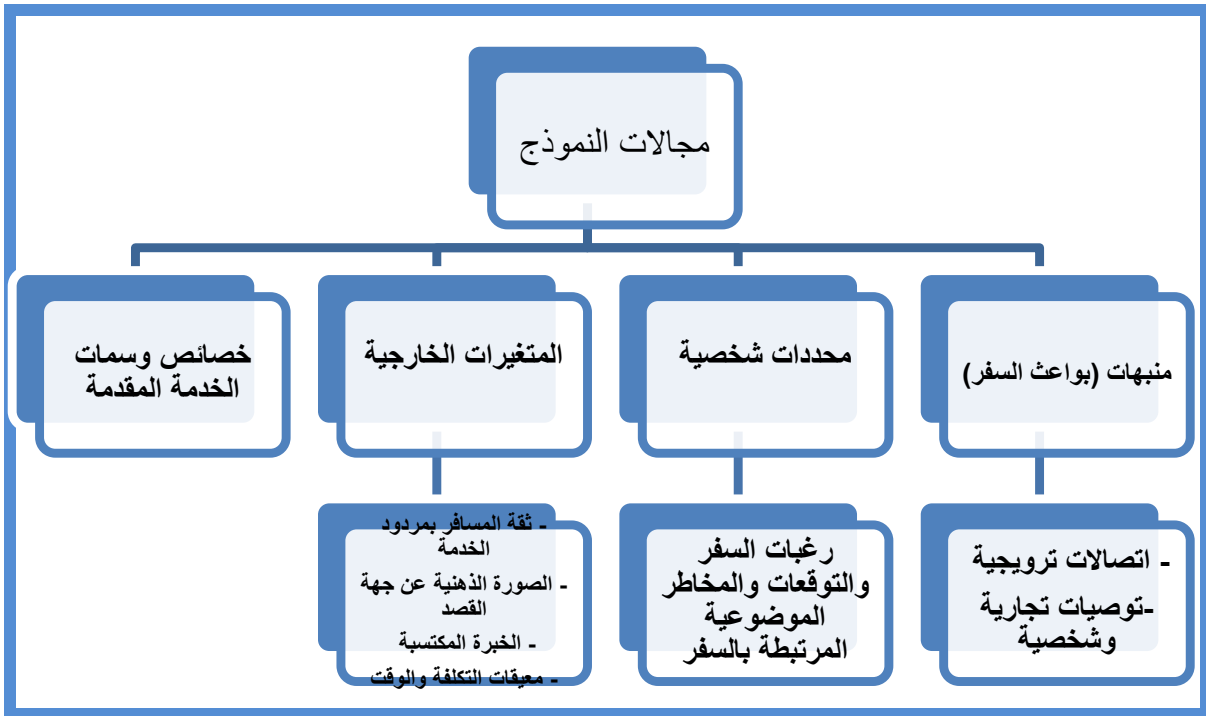 مجالات النموذج
منبهات (بواعث السفر)
محددات شخصية
المتغيرات الخارجية
خصائص وسمات
الخدمة المقدمة
- اتصالات ترويجية
-توصيات تجارية
وشخصية
رغبات السفر
والتوقعات والمخاطر
الموضوعية
المرتبطة بالسفر
- ثقة المسافر بمردود
الخدمة
- الصورة الذهنية عن جهة
القصد
- الخبرة المكتسبة
- معيقات التكلفة والوقت